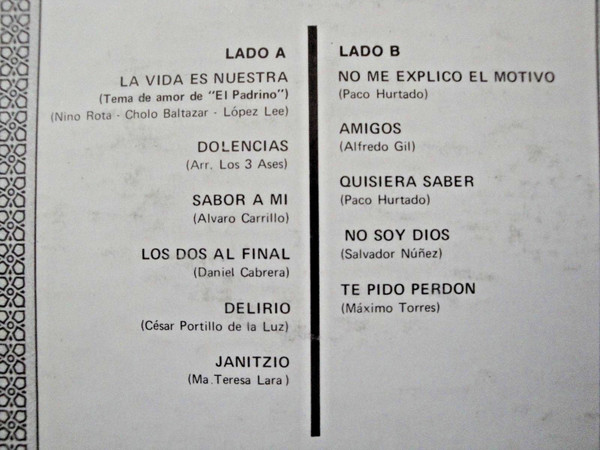 LADO A
LA VIDA ES NUESTRA
(Tema de amor de "El Padrino")
(Nino Rota - Cholo Baltazar - López Lee)
DOLENCIAS
(Arr. Los 3 Ases)
SABOR A MI
(Alvaro Carrillo)
LOS DOS AL FINAL
(Daniel Cabrera)
DELIRIO
(César Portillo de la Luz)
JANITZIO
(Ma.Teresa Lara)
LADO B
NO ME EXPLICO EL MOTIVO
(Paco Hurtado)
AMIGOS
(Alfredo Gil)
QUISIERA SABER
(Paco Hurtado)
NO SOY DIOS
(Salvador Núñez)
TE PIDO PERDON
(Máximo Torres)